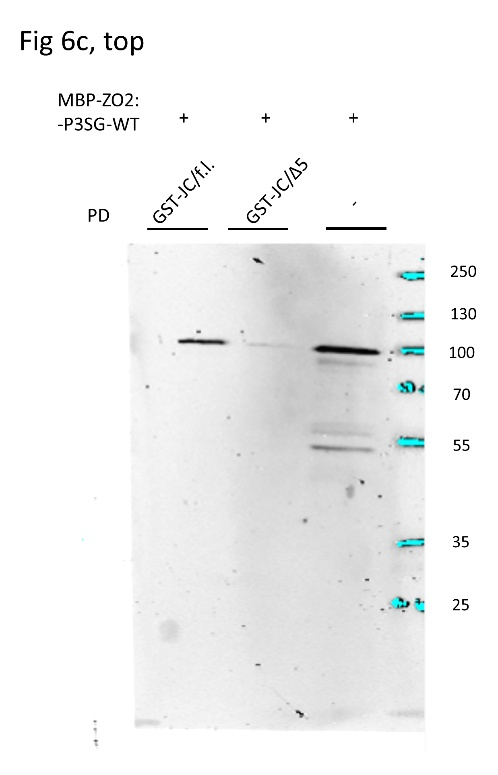 Fig 6c, top
MBP-ZO2:
-P3SG-WT + + +
PD GST-JC/f.l. GST-JC/Δ5 -
250
130
100
70
55
35
25